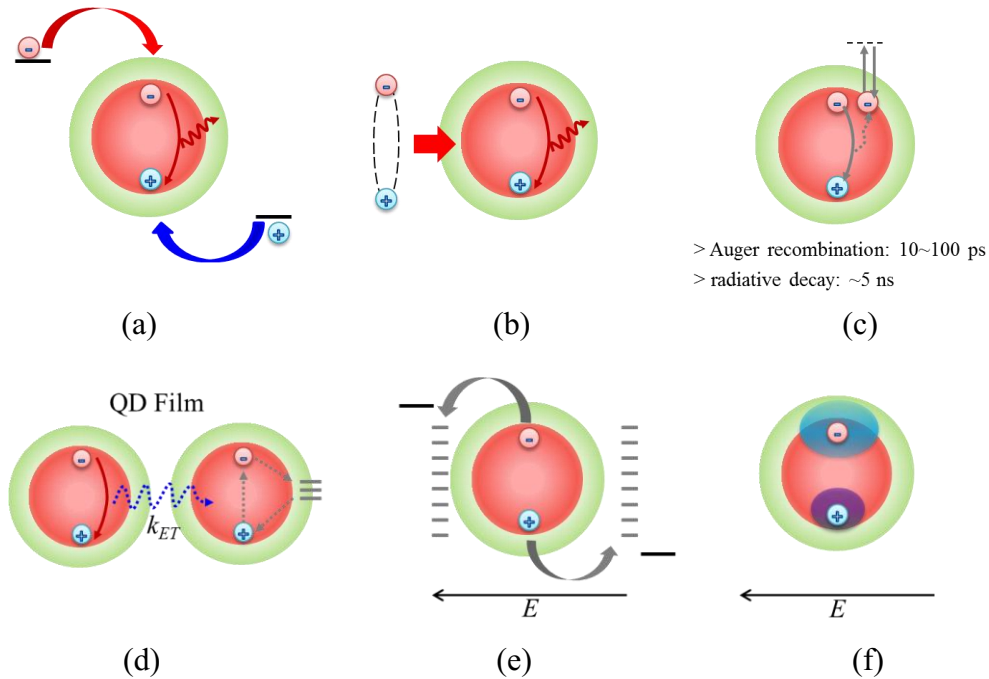 > Auger recombination: 10~100 ps
> radiative decay: ~5 ns
(a)
(b)
(c)
QD Film
k_ET
E
E
(d)
(e)
(f)